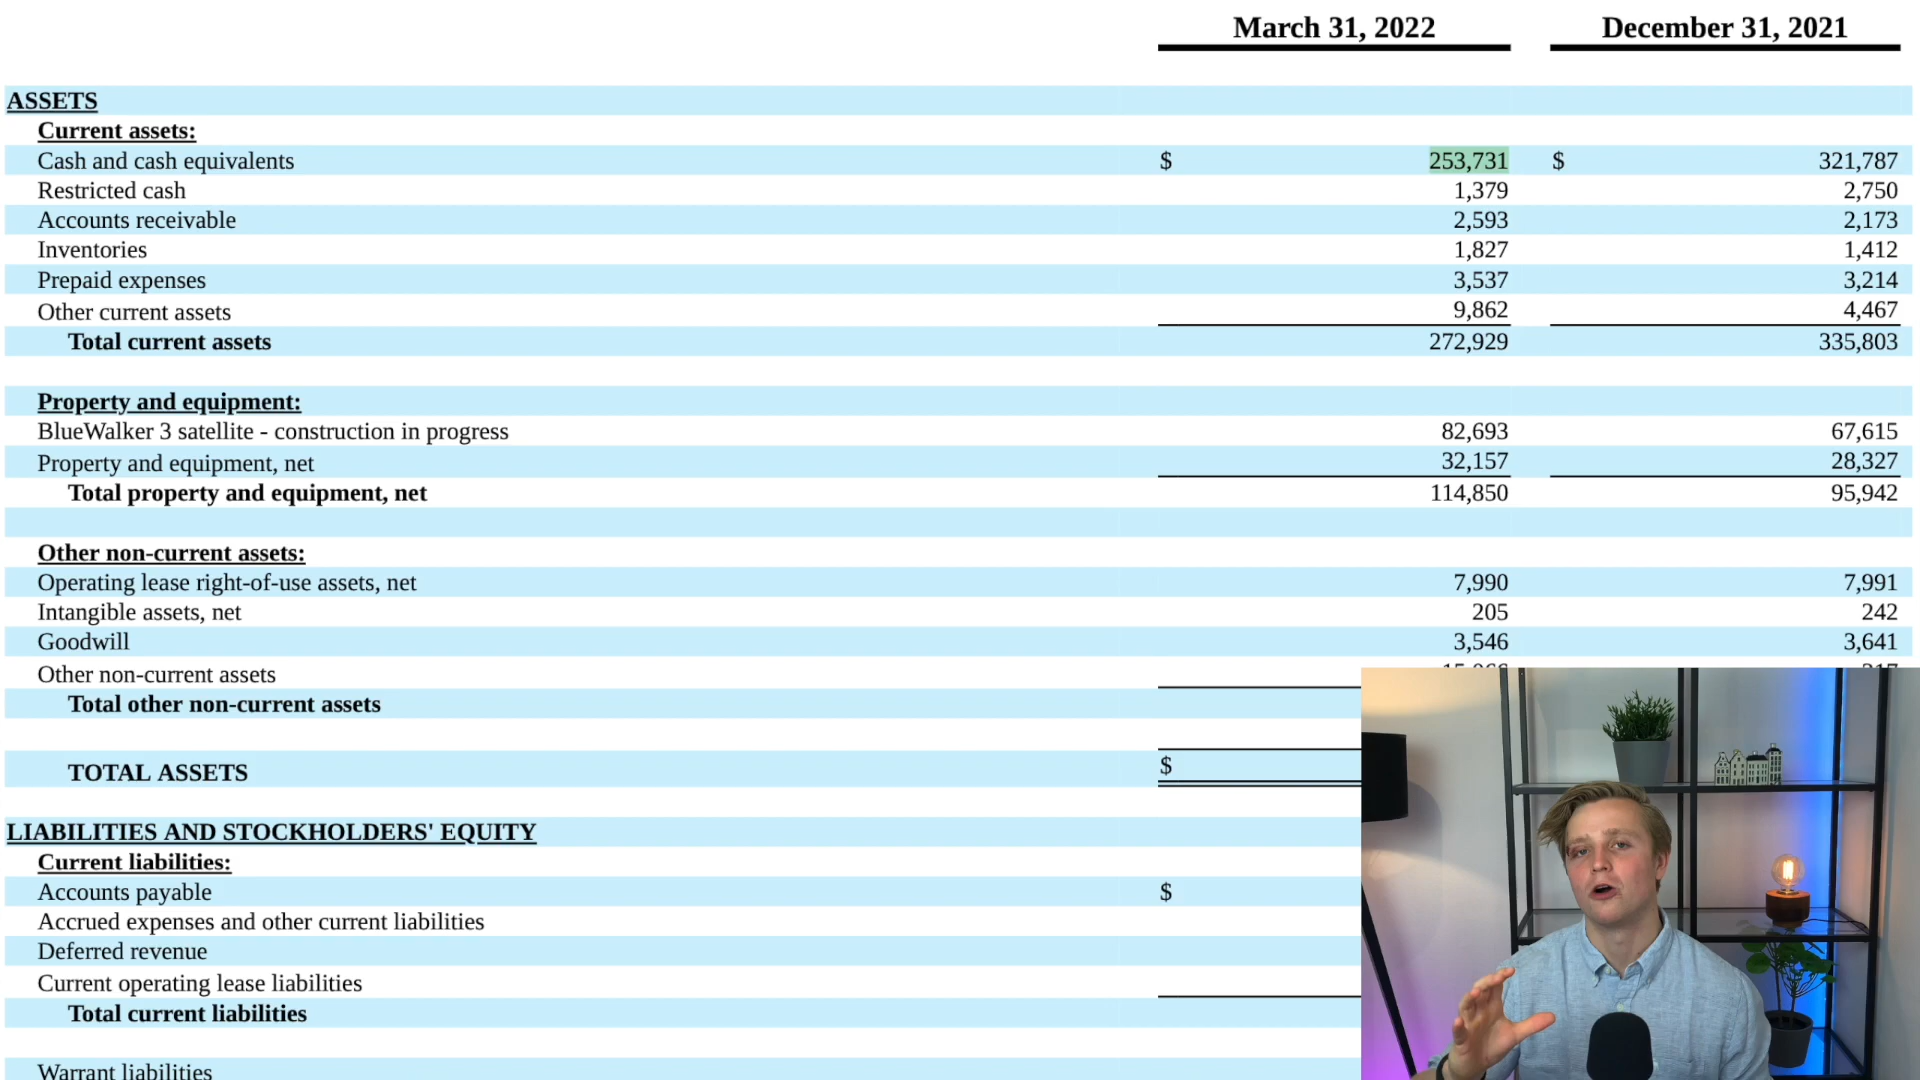 March 31, 2022 December 31, 2021
ASSETS
Current assets:
Cash and cash equivalents $ 253,731 $ 321,787
Restricted cash 1,379 2,750
Accounts receivable 2,593 2,173
Inventories 1,827 1,412
Prepaid expenses 3,537 3,214
Other current assets 9,862 4,467
Total current assets 272,929 335,803
Property and equipment:
BlueWalker 3 satellite - construction in progress 82,693 67,615
Property and equipment, net 32,157 28,327
Total property and equipment, net 114,850 95,942
Other non-current assets:
Operating lease right-of-use assets, net 7,990 7,991
Intangible assets, net 205 242
Goodwill 3,546 3,641
Other non-current assets
Total other non-current assets
TOTAL ASSETS $
LIABILITIES AND STOCKHOLDERS' EQUITY
Current liabilities:
Accounts payable $
Accrued expenses and other current liabilities
Deferred revenue
Current operating lease liabilities
Total current liabilities
Warrant liabilities